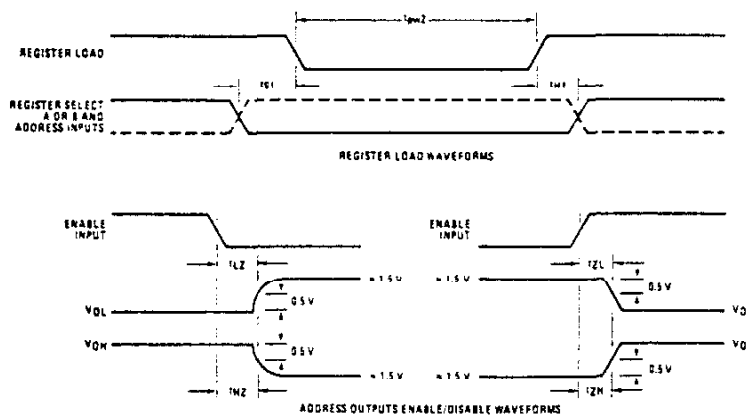 tpw2
REGISTER LOAD
tS1
tH1
REGISTER SELECT
A OR B AND
ADDRESS INPUTS
REGISTER LOAD WAVEFORMS
ENABLE
INPUT
ENABLE
INPUT
tLZ
tZL
≈ 1.5 V
≈ 1.5 V
0.5 V
0.5 V
VOL
VO
VOH
VO
0.5 V
0.5 V
≈ 1.5 V
≈ 1.5 V
tHZ
tZH
ADDRESS OUTPUTS ENABLE/DISABLE WAVEFORMS